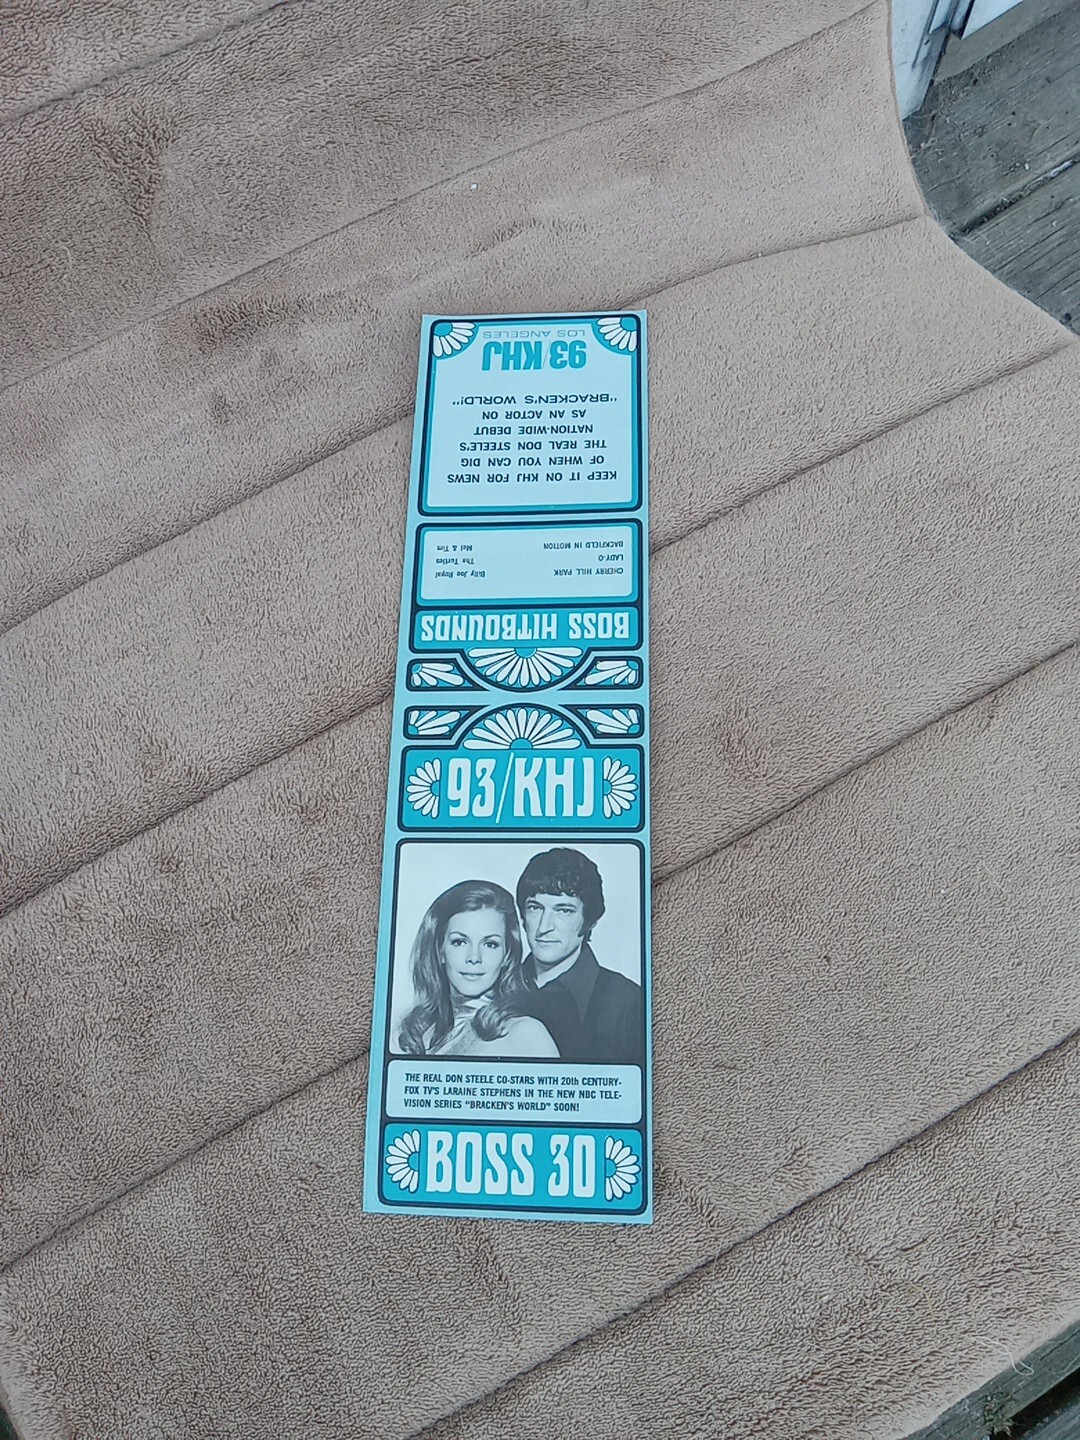 93/KHJ
THE REAL DON STEELE CO-STARS WITH 20th CENTURY-
FOX TV'S LARAINE STEPHENS IN THE NEW NBC TELE-
VISION SERIES "BRACKEN'S WORLD" SOON!
BOSS 30
BOSS HITBOUNDS
CHERRY HILL PARK Billy Joe Royal
LADY-O The Turtles
BACKFIELD IN MOTION Mel & Tim
KEEP IT ON KHJ FOR NEWS
OF WHEN YOU CAN DIG
THE REAL DON STEELE'S
NATION-WIDE DEBUT
AS AN ACTOR ON
"BRACKEN'S WORLD!"
93/KHJ
LOS ANGELES